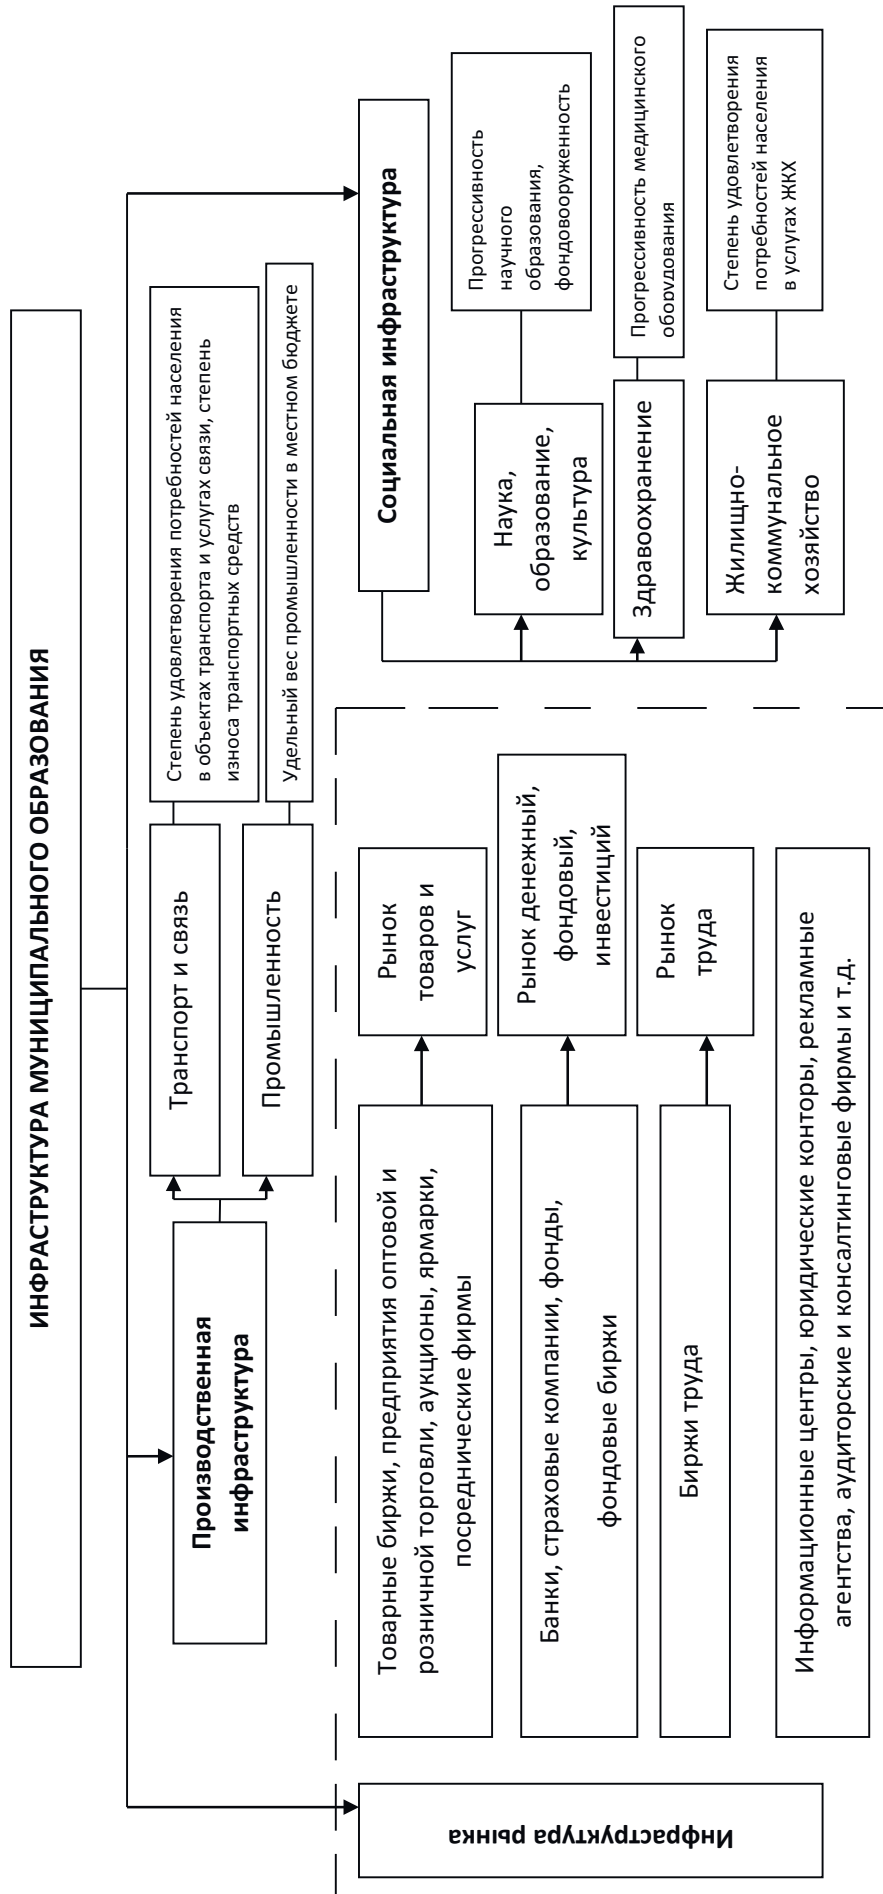 ИНФРАСТРУКТУРА МУНИЦИПАЛЬНОГО ОБРАЗОВАНИЯ
Производственная
инфраструктура
Транспорт и связь
Степень удовлетворения потребностей населения
в объектах транспорта и услугах связи, степень
износа транспортных средств
Промышленность
Удельный вес промышленности в местном бюджете
Социальная инфраструктура
Наука,
образование,
культура
Прогрессивность
научного
образования,
фондовооруженность
Здравоохранение
Прогрессивность медицинского
оборудования
Жилищно-
коммунальное
хозяйство
Степень удовлетворения
потребностей населения
в услугах ЖКХ
Инфраструктура рынка
Товарные биржи, предприятия оптовой и
розничной торговли, аукционы, ярмарки,
посреднические фирмы
Рынок
товаров и
услуг
Банки, страховые компании, фонды,
фондовые биржи
Рынок денежный,
фондовый,
инвестиций
Биржи труда
Рынок
труда
Информационные центры, юридические конторы, рекламные
агентства, аудиторские и консалтинговые фирмы и т.д.